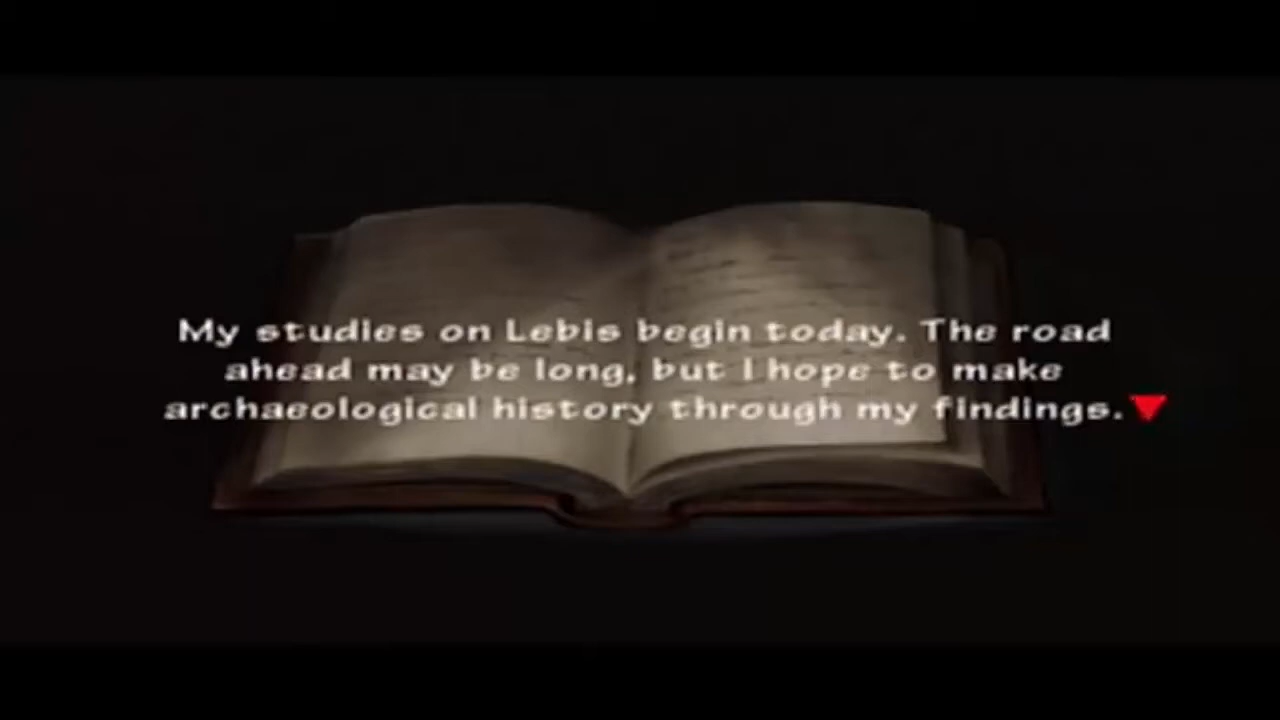 My studies on Lebis begin today. The road
ahead may be long, but I hope to make
archaeological history through my findings.